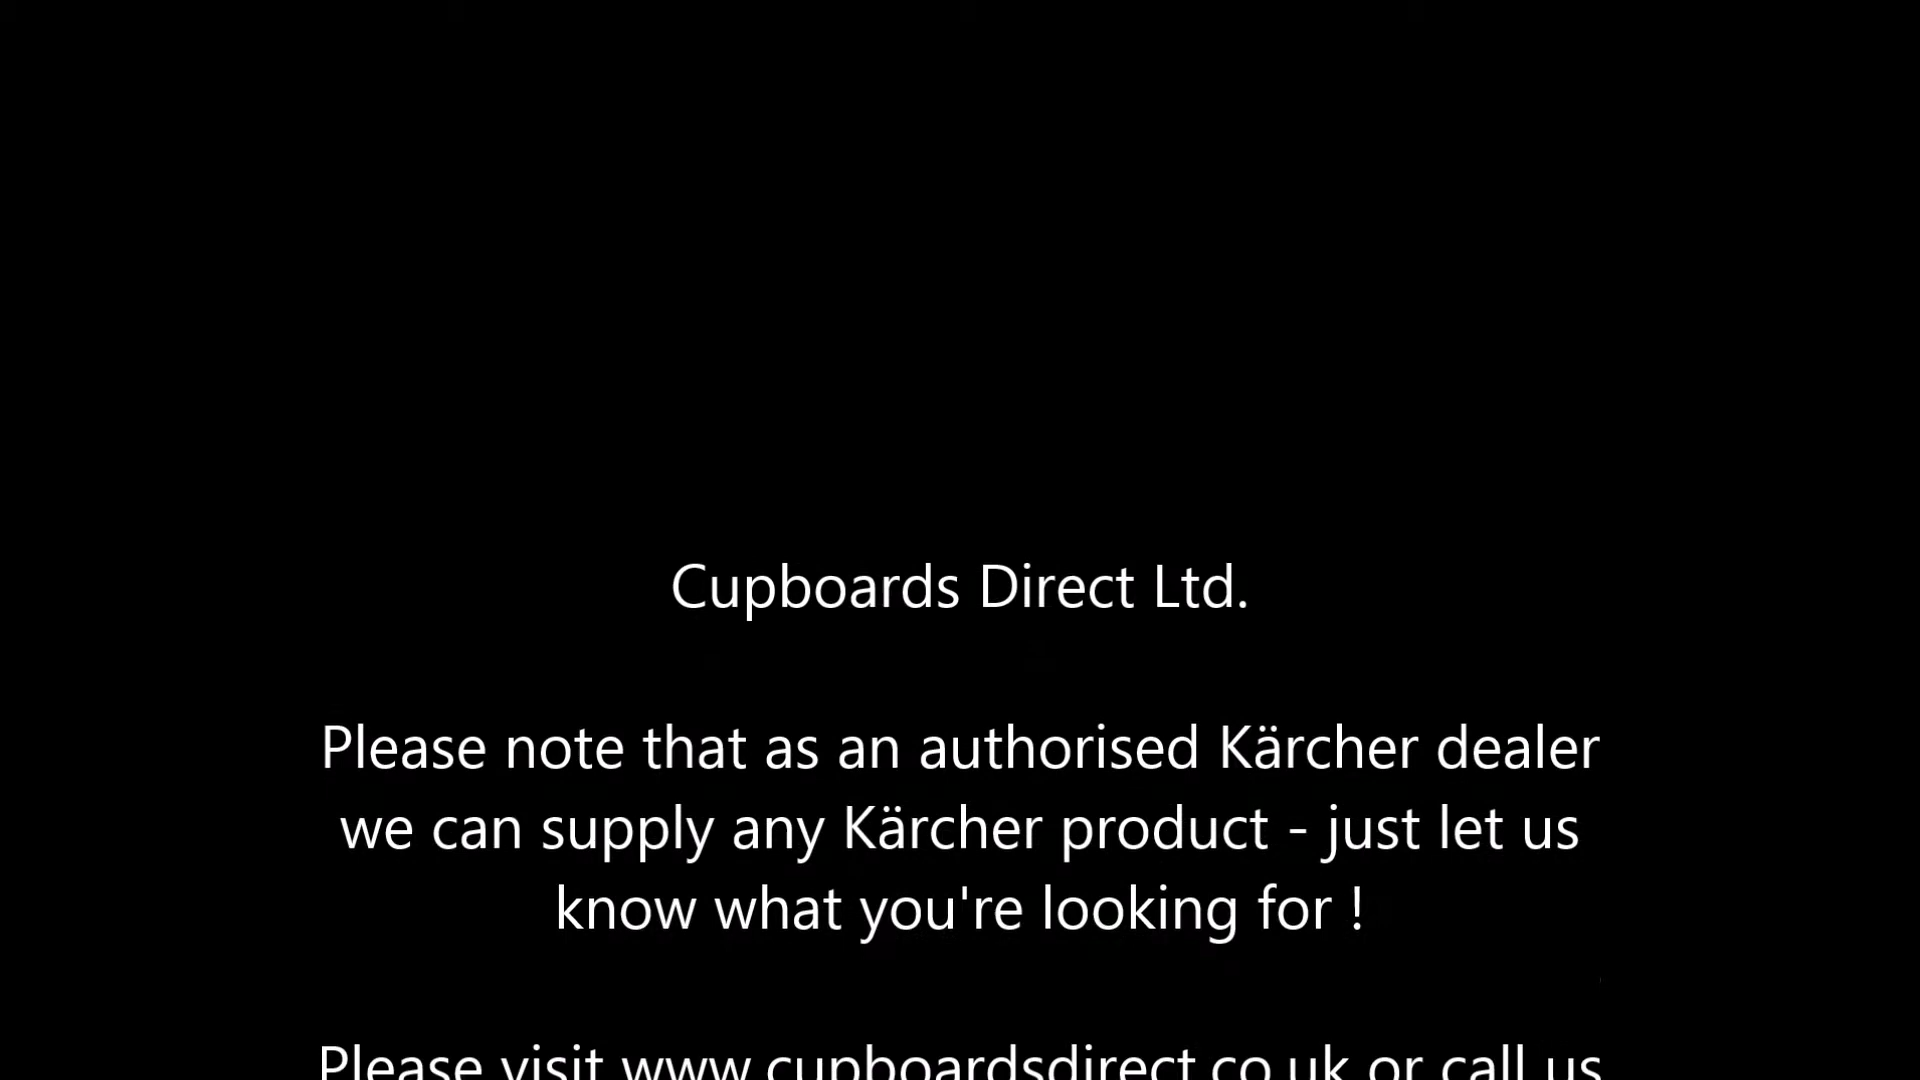 Cupboards Direct Ltd.
Please note that as an authorised Kärcher dealer
we can supply any Kärcher product - just let us
know what you're looking for !
Please visit www.cupboardsdirect.co.uk or call us